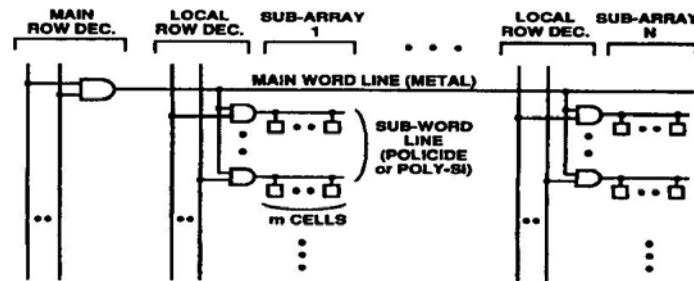 MAIN
ROW DEC.
LOCAL
ROW DEC.
SUB-ARRAY
1
LOCAL
ROW DEC.
SUB-ARRAY
N
MAIN WORD LINE (METAL)
SUB-WORD
LINE
(POLICIDE
or POLY-SI)
m CELLS